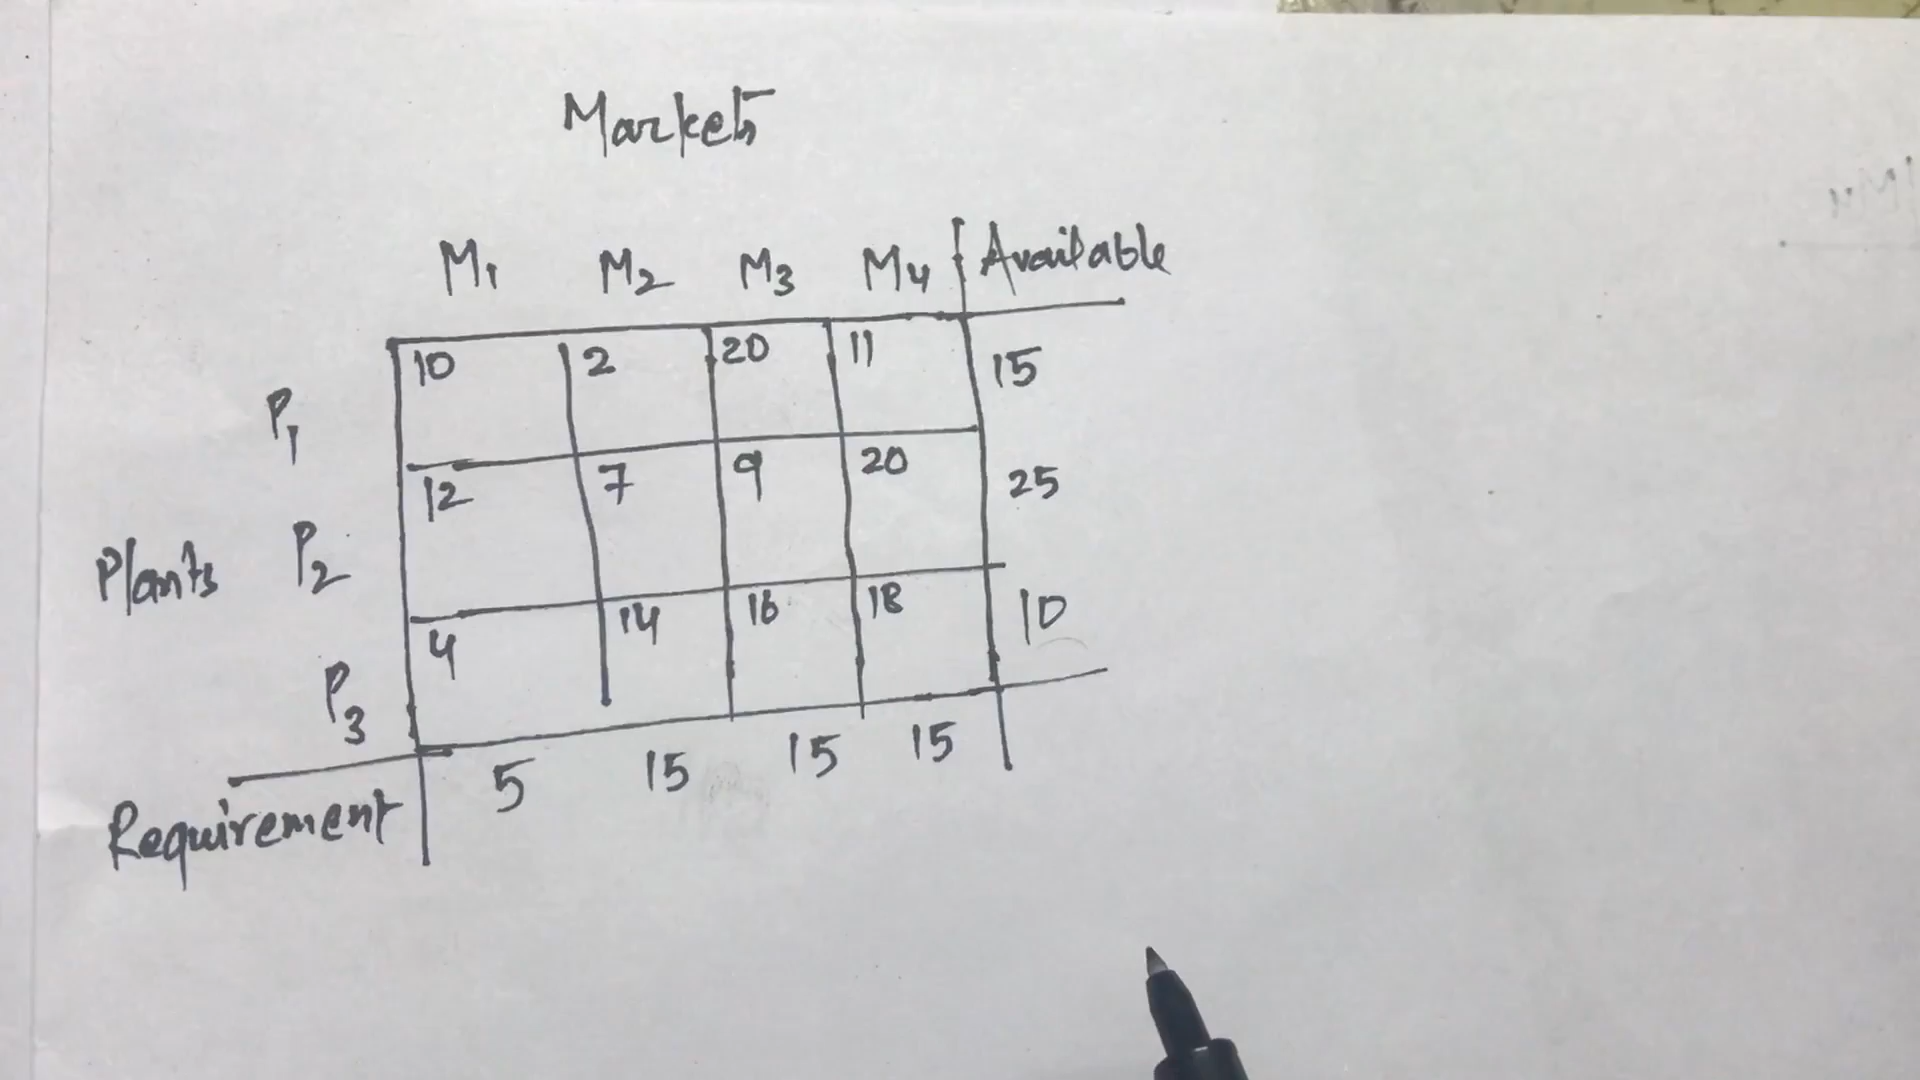 Markets
M1 M2 M3 M4 Available
P1 10 2 20 11 15
Plants P2 12 7 9 20 25
P3 4 14 16 18 10
Requirement 5 15 15 15